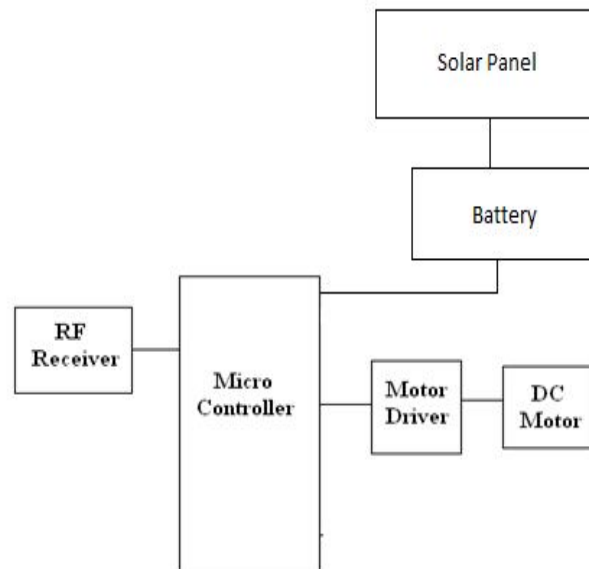 Solar Panel
Battery
RF
Receiver
Micro
Controller
Motor
Driver
DC
Motor